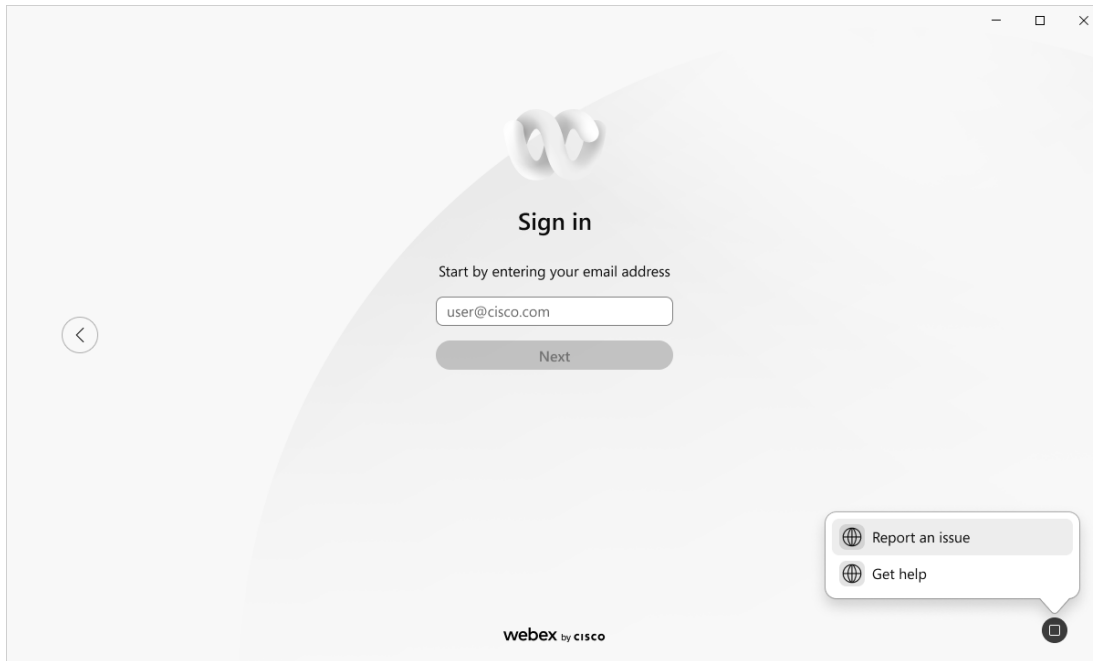 Sign in
Start by entering your email address
user@cisco.com
Next
Report an issue
Get help
webex by CISCO